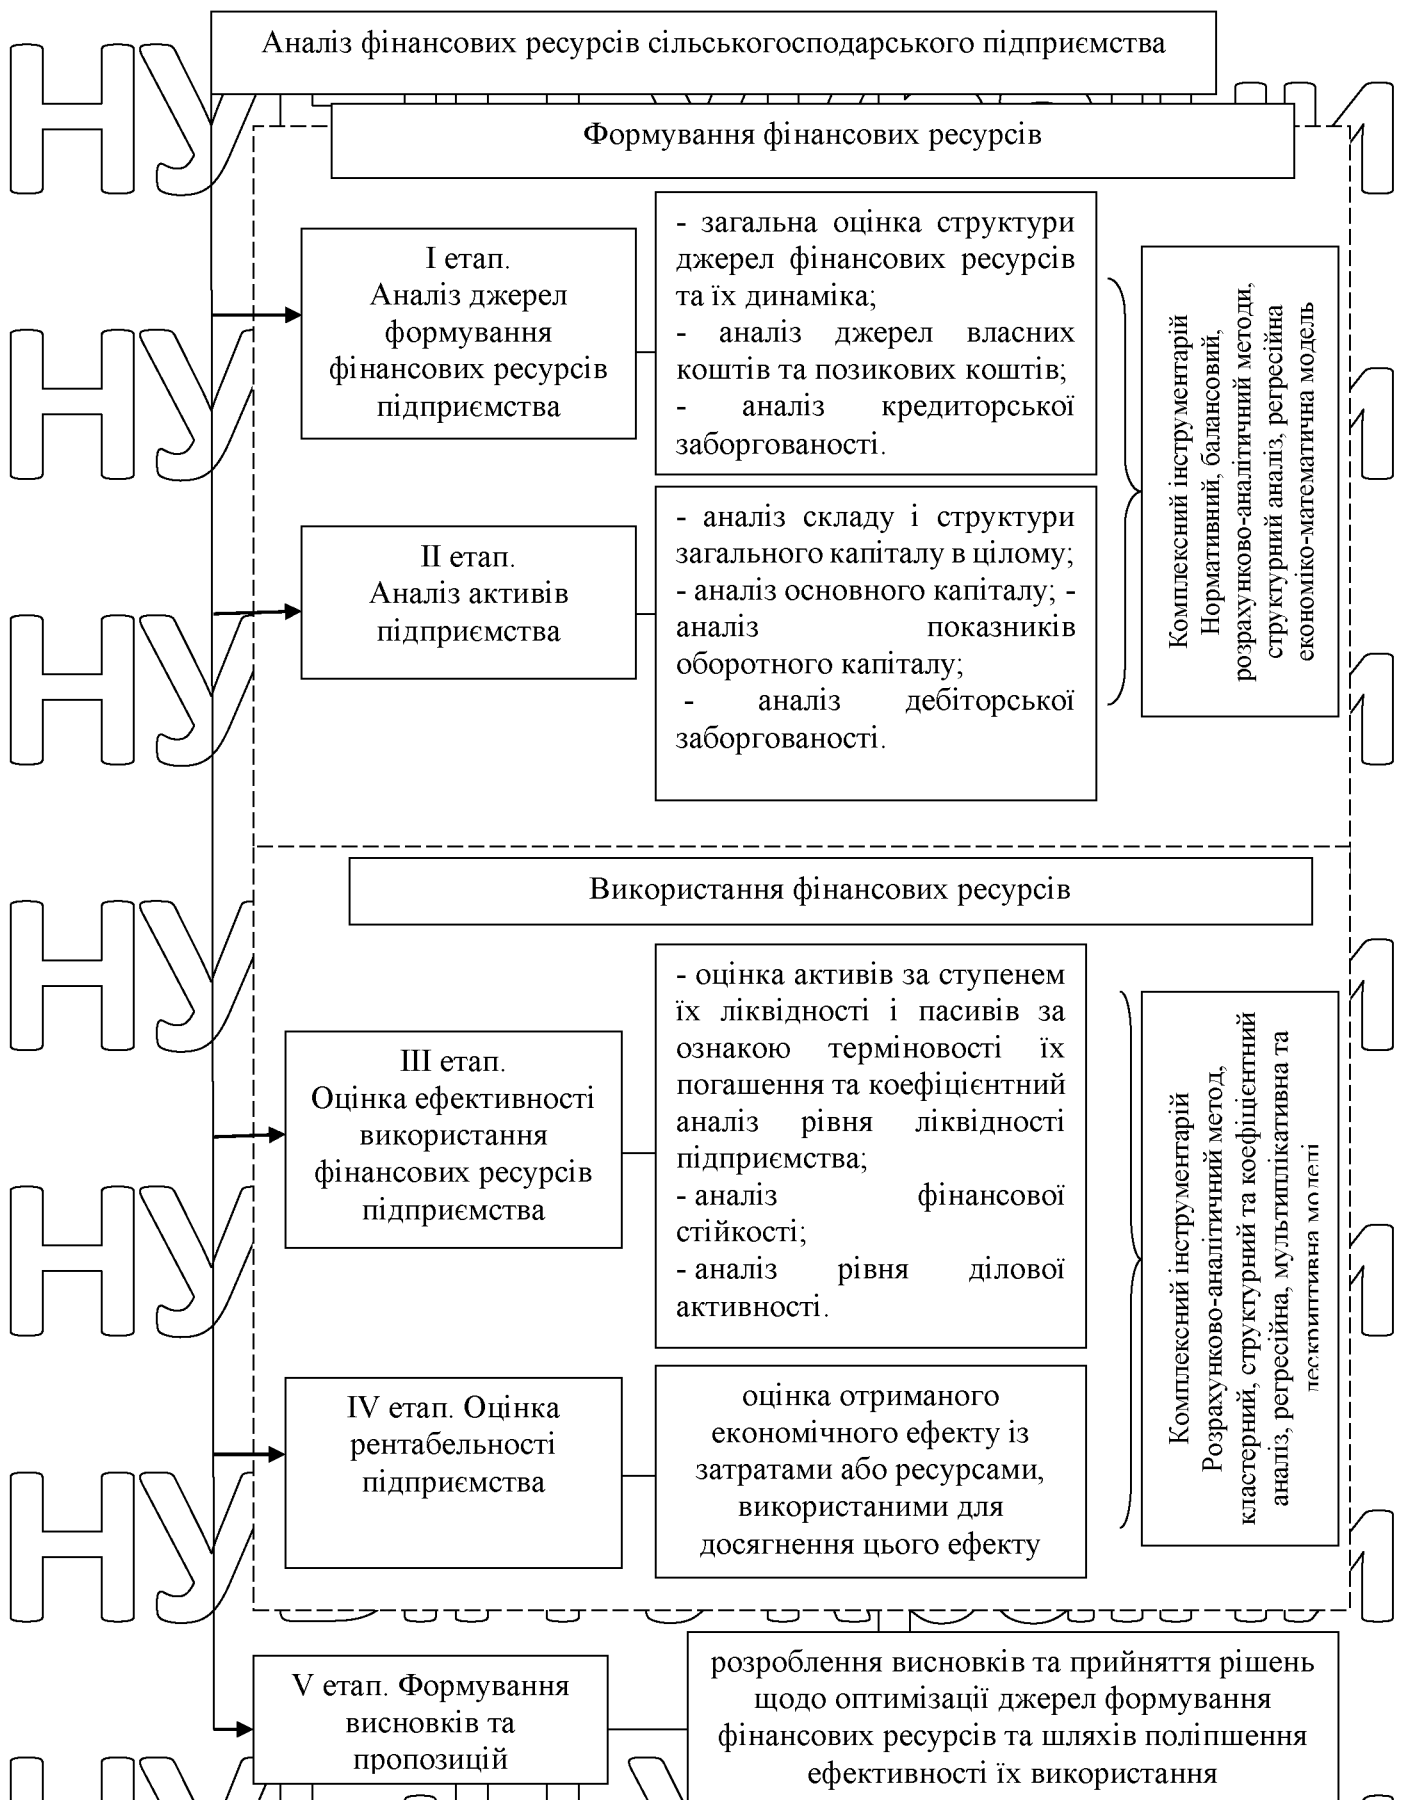 Аналіз фінансових ресурсів сільськогосподарського підприємства
Формування фінансових ресурсів
I етап.
Аналіз джерел
формування
фінансових ресурсів
підприємства
- загальна оцінка структури
джерел фінансових ресурсів
та їх динаміка;
- аналіз джерел власних
коштів та позикових коштів;
- аналіз кредиторської
заборгованості.
II етап.
Аналіз активів
підприємства
- аналіз складу і структури
загального капіталу в цілому;
- аналіз основного капіталу; -
аналіз показників
оборотного капіталу;
- аналіз дебіторської
заборгованості.
Комплексний інструментарій
Нормативний, балансовий,
розрахунково-аналітичний методи,
структурний аналіз, регресійна
економіко-математична модель
Використання фінансових ресурсів
III етап.
Оцінка ефективності
використання
фінансових ресурсів
підприємства
- оцінка активів за ступенем
їх ліквідності і пасивів за
ознакою терміновості їх
погашення та коефіцієнтний
аналіз рівня ліквідності
підприємства;
- аналіз фінансової
стійкості;
- аналіз рівня ділової
активності.
IV етап. Оцінка
рентабельності
підприємства
оцінка отриманого
економічного ефекту із
затратами або ресурсами,
використаними для
досягнення цього ефекту
Комплексний інструментарій
Розрахунково-аналітичний метод,
кластерний, структурний та коефіцієнтний
аналіз, регресійна, мультиплікативна та
дескриптивна моделі
V етап. Формування
висновків та
пропозицій
розроблення висновків та прийняття рішень
щодо оптимізації джерел формування
фінансових ресурсів та шляхів поліпшення
ефективності їх використання